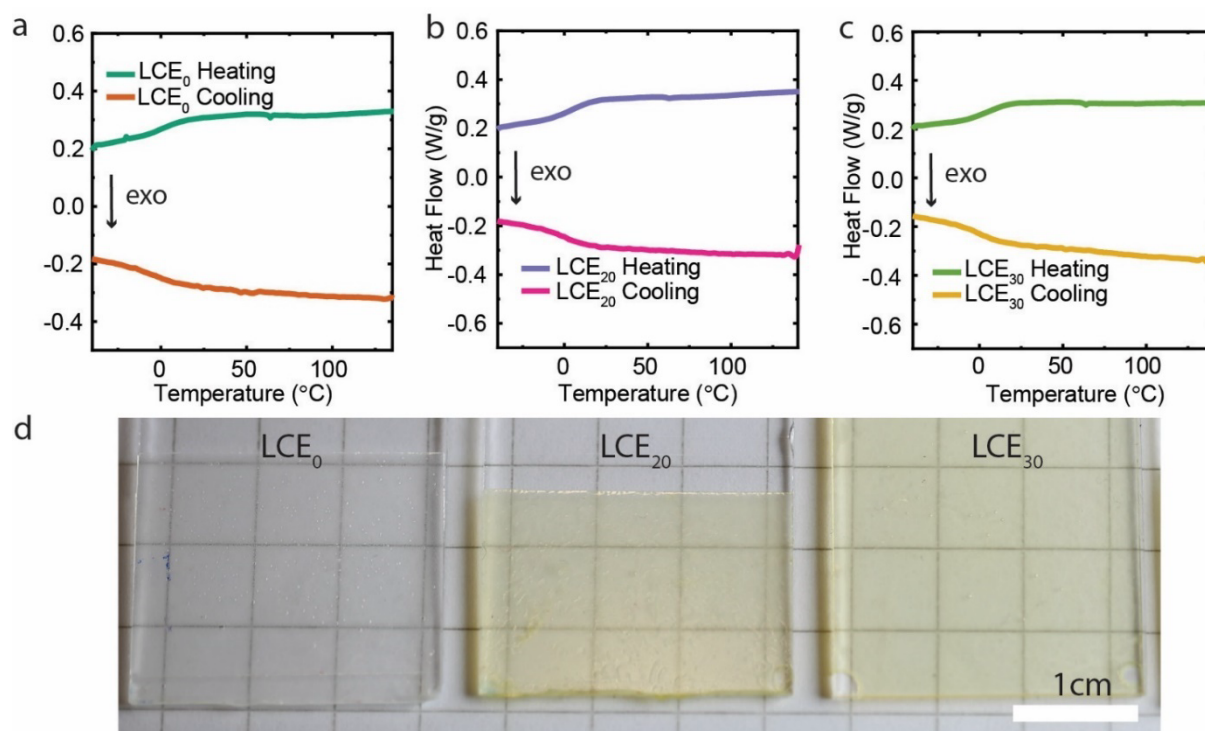 a
0.6
0.4
0.2
0.0
-0.2
-0.4
LCE₀ Heating
LCE₀ Cooling
exo
0 50 100
Temperature (°C)
b
Heat Flow (W/g)
0.6
0.4
0.2
0.0
-0.2
-0.4
-0.6
exo
LCE₂₀ Heating
LCE₂₀ Cooling
0 50 100
Temperature (°C)
c
Heat Flow (W/g)
0.6
0.4
0.2
0.0
-0.2
-0.4
-0.6
exo
LCE₃₀ Heating
LCE₃₀ Cooling
0 50 100
Temperature (°C)
d
LCE₀ LCE₂₀ LCE₃₀
1cm